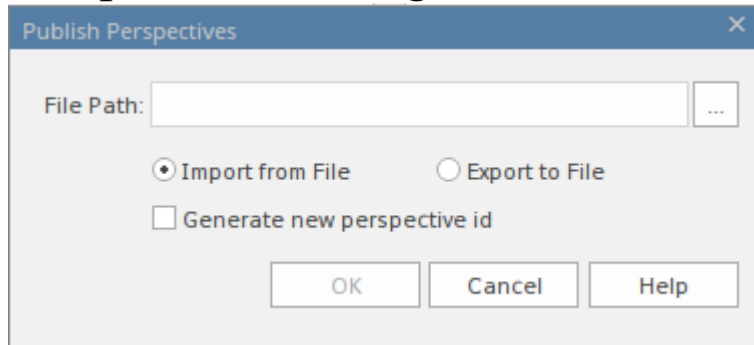 Publish Perspectives
File Path:
...
Import from File Export to File
Generate new perspective id
OK Cancel Help